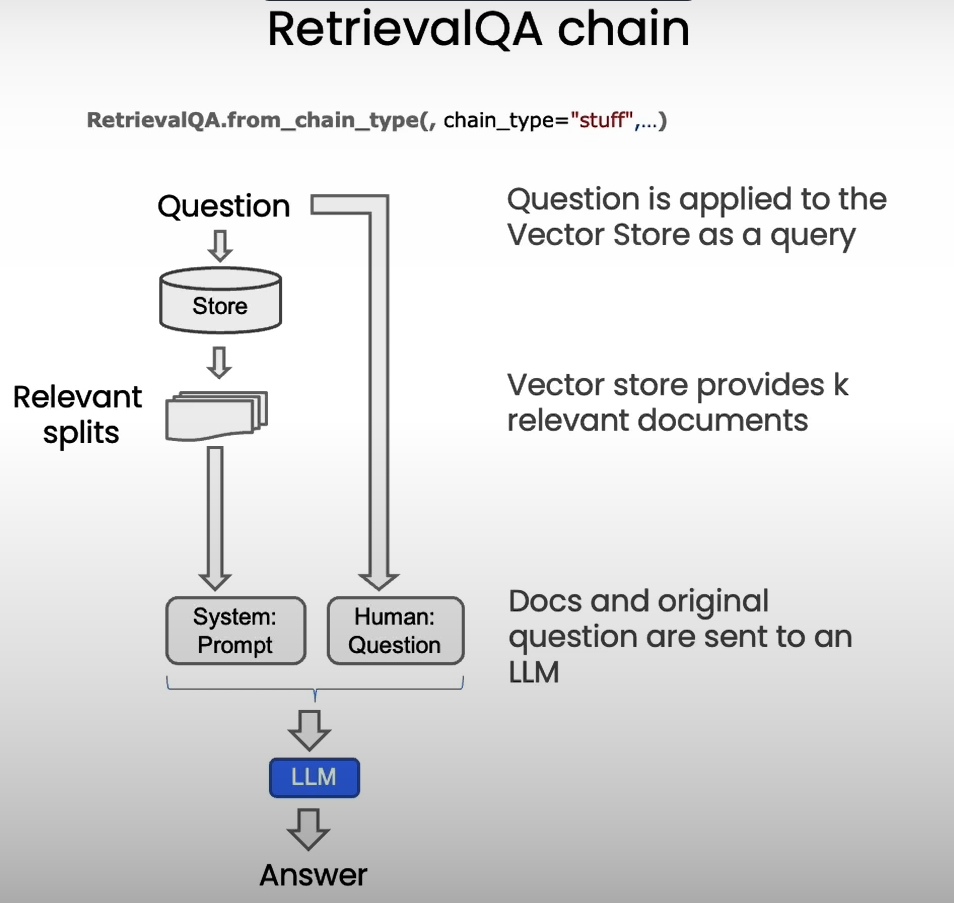 RetrievalQA chain
RetrievalQA.from_chain_type(, chain_type="stuff",...)
Question
Question is applied to the
Vector Store as a query
Store
Relevant
splits
Vector store provides k
relevant documents
System:
Prompt
Human:
Question
Docs and original
question are sent to an
LLM
LLM
Answer